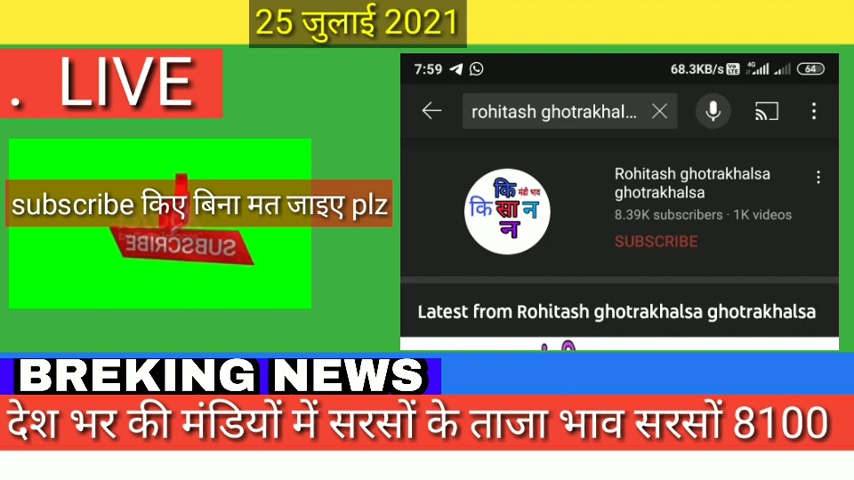 25 जुलाई 2021
. LIVE
subscribe किए बिना मत जाइए plz
SUBSCRIBE
7:59
68.3KB/s
4G
64
rohitash ghotrakhal...
कि मंडी भाव
कि सा न
न
Rohitash ghotrakhalsa
ghotrakhalsa
8.39K subscribers · 1K videos
SUBSCRIBE
Latest from Rohitash ghotrakhalsa ghotrakhalsa
BREKING NEWS
देश भर की मंडियों में सरसों के ताजा भाव सरसों 8100